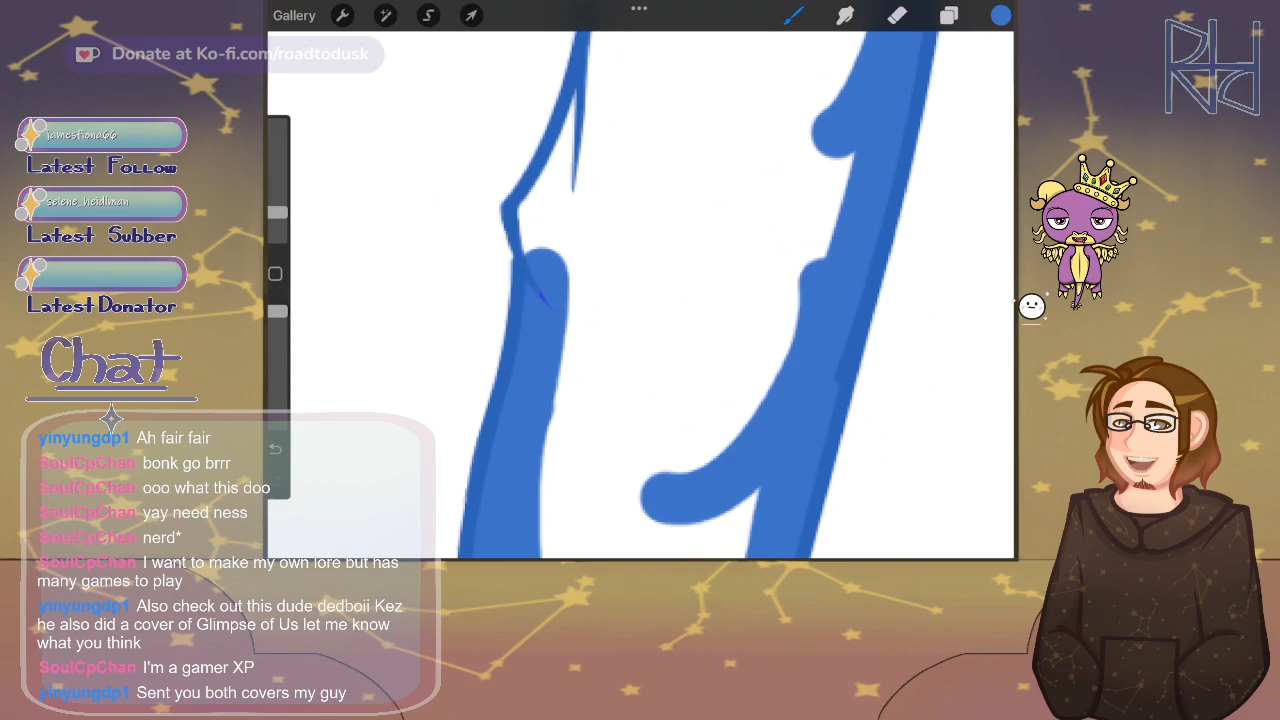 Gallery
Donate at Ko-fi.com/roadtodusk
jamesfiona66
Latest Follow
selene_heidlman
Latest Subber
Latest Donator
Chat
yinyungdp1 Ah fair fair
SoulCpChan bonk go brrr
SoulCpChan ooo what this doo
SoulCpChan yay need ness
SoulCpChan nerd*
SoulCpChan I want to make my own lore but has
many games to play
yinyungdp1 Also check out this dude dedboii Kez
he also did a cover of Glimpse of Us let me know
what you think
SoulCpChan I'm a gamer XP
yinyungdp1 Sent you both covers my guy